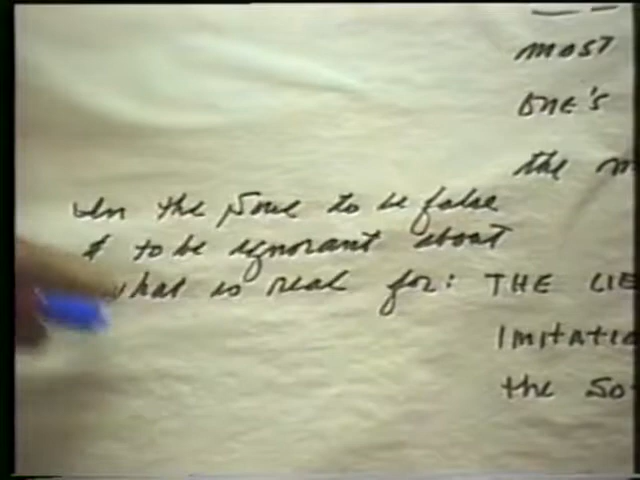 most
one's
the m
in the soul to be false
& to be ignorant about
what is real for: THE LIE
Imitatio
the So